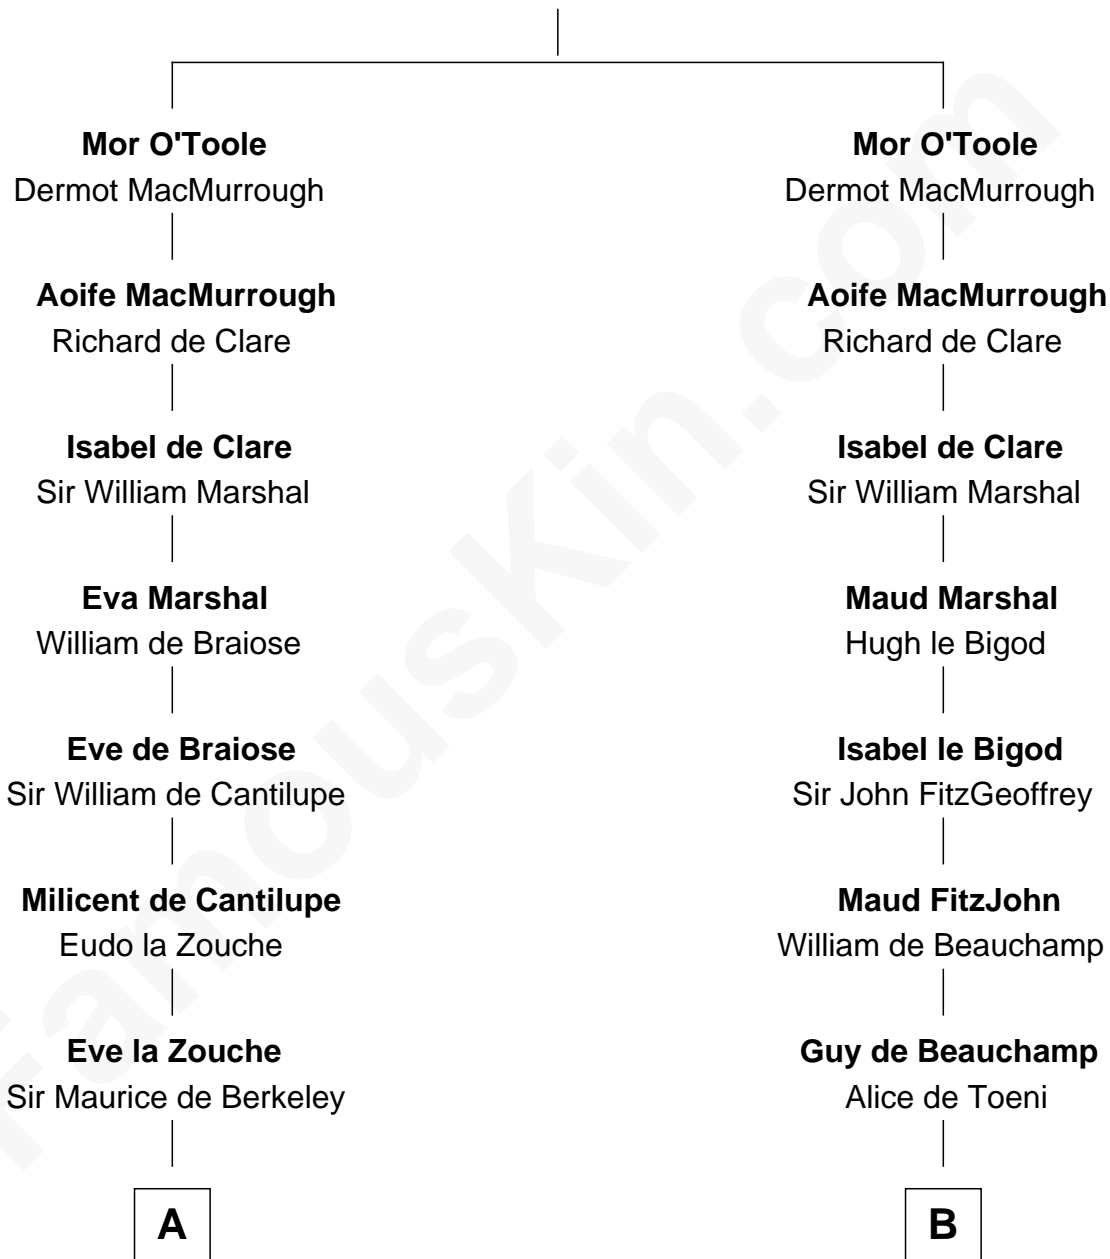 Mor O'Toole
Dermot MacMurrough
Aoife MacMurrough
Richard de Clare
Isabel de Clare
Sir William Marshal
Eva Marshal
William de Braiose
Eve de Braiose
Sir William de Cantilupe
Milicent de Cantilupe
Eudo la Zouche
Eve la Zouche
Sir Maurice de Berkeley
A
Mor O'Toole
Dermot MacMurrough
Aoife MacMurrough
Richard de Clare
Isabel de Clare
Sir William Marshal
Maud Marshal
Hugh le Bigod
Isabel le Bigod
Sir John FitzGeoffrey
Maud FitzJohn
William de Beauchamp
Guy de Beauchamp
Alice de Toeni
B
FamousKin.com